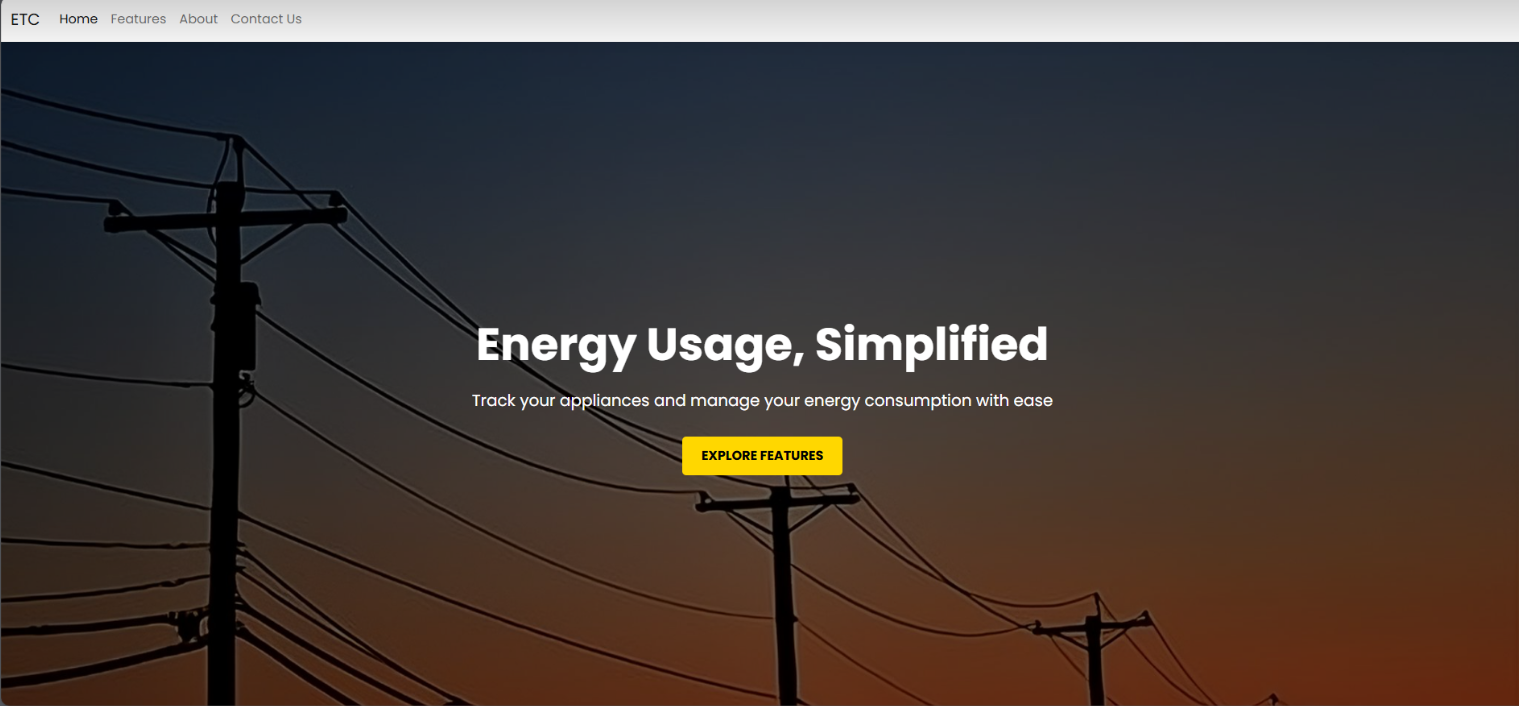 ETC Home Features About Contact Us
Energy Usage, Simplified
Track your appliances and manage your energy consumption with ease
EXPLORE FEATURES